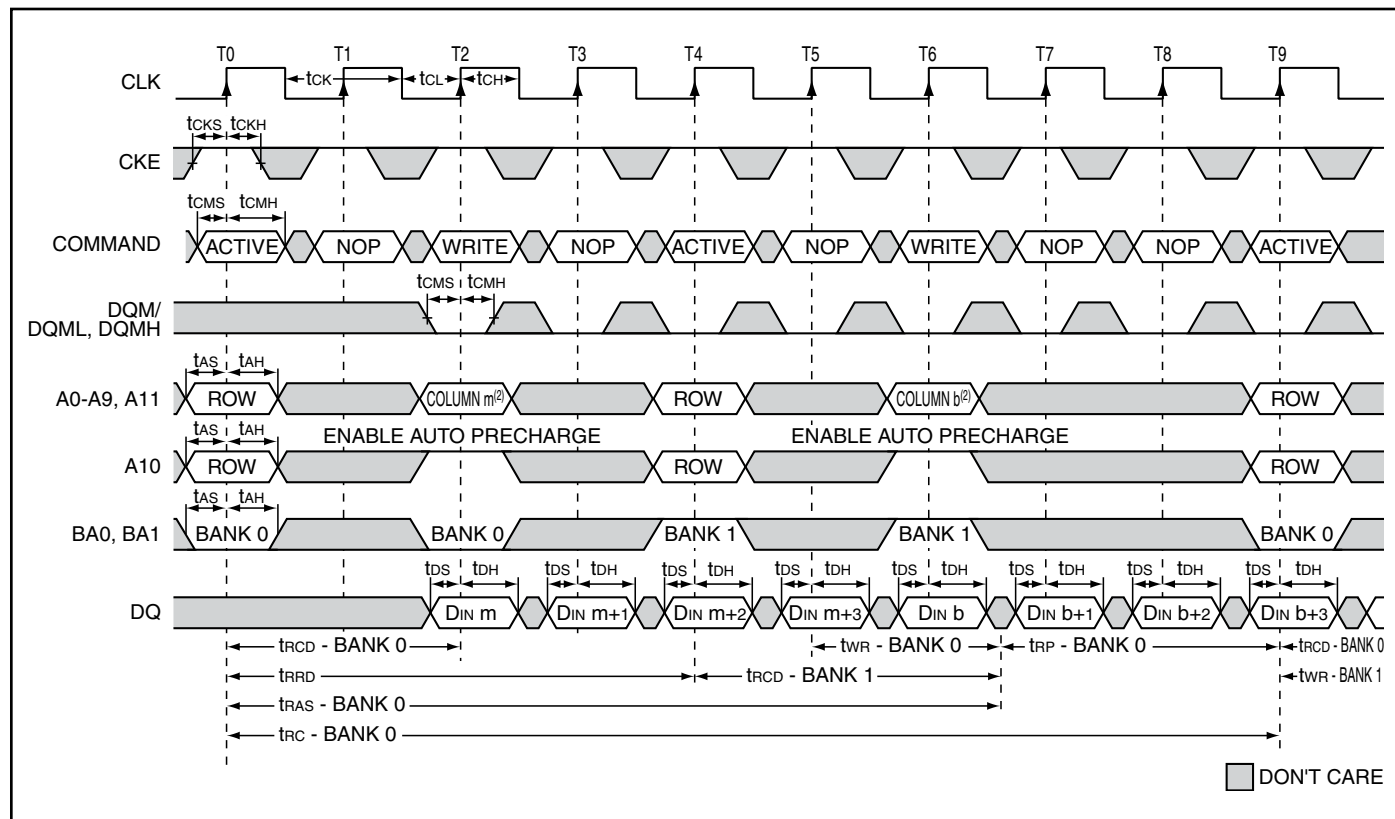 T0 T1 T2 T3 T4 T5 T6 T7 T8 T9
CLK tCK tCL tCH
tCKS tCKH
CKE
tCMS tCMH
COMMAND ACTIVE NOP WRITE NOP ACTIVE NOP WRITE NOP NOP ACTIVE
tCMS tCMH
DQM/
DQML, DQMH
tAS tAH
A0-A9, A11 ROW COLUMN m(2) ROW COLUMN b(2) ROW
tAS tAH ENABLE AUTO PRECHARGE ENABLE AUTO PRECHARGE
A10 ROW ROW ROW
tAS tAH
BA0, BA1 BANK 0 BANK 0 BANK 1 BANK 1 BANK 0
tDS tDH tDS tDH tDS tDH tDS tDH tDS tDH tDS tDH tDS tDH tDS tDH
DQ DIN m DIN m+1 DIN m+2 DIN m+3 DIN b DIN b+1 DIN b+2 DIN b+3
tRCD - BANK 0 tWR - BANK 0 tRP - BANK 0 tRCD - BANK 0
tRRD tRCD - BANK 1 tWR - BANK 1
tRAS - BANK 0
tRC - BANK 0
DON'T CARE